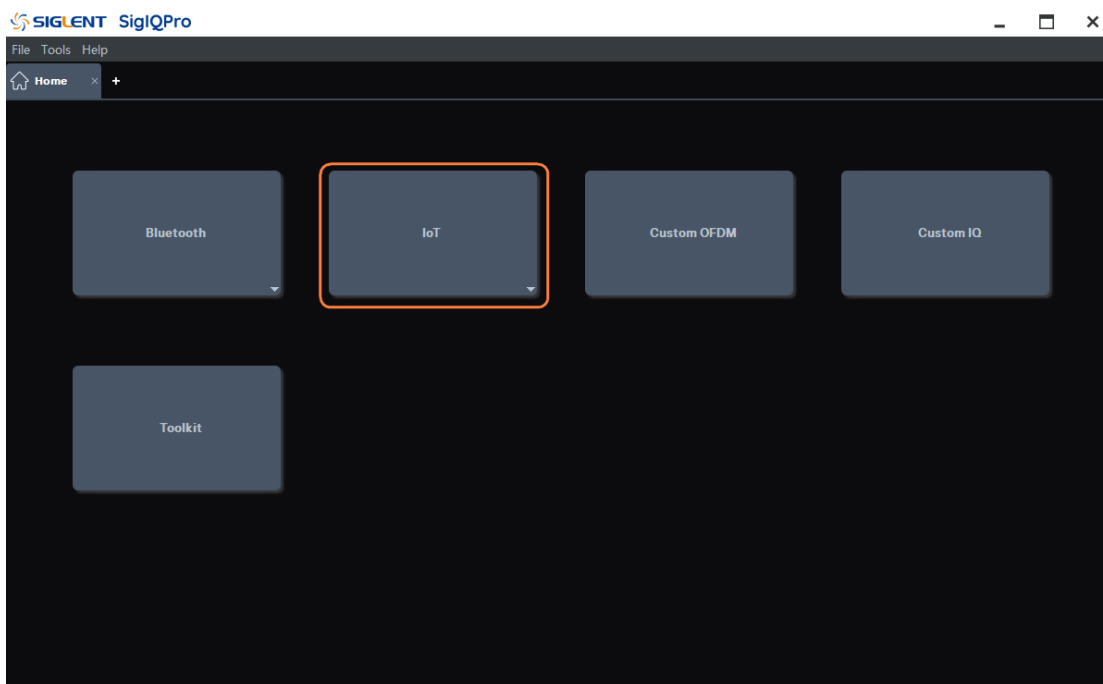 SIGLENT SigIQPro
File Tools Help
Home × +
Bluetooth
IoT
Custom OFDM
Custom IQ
Toolkit